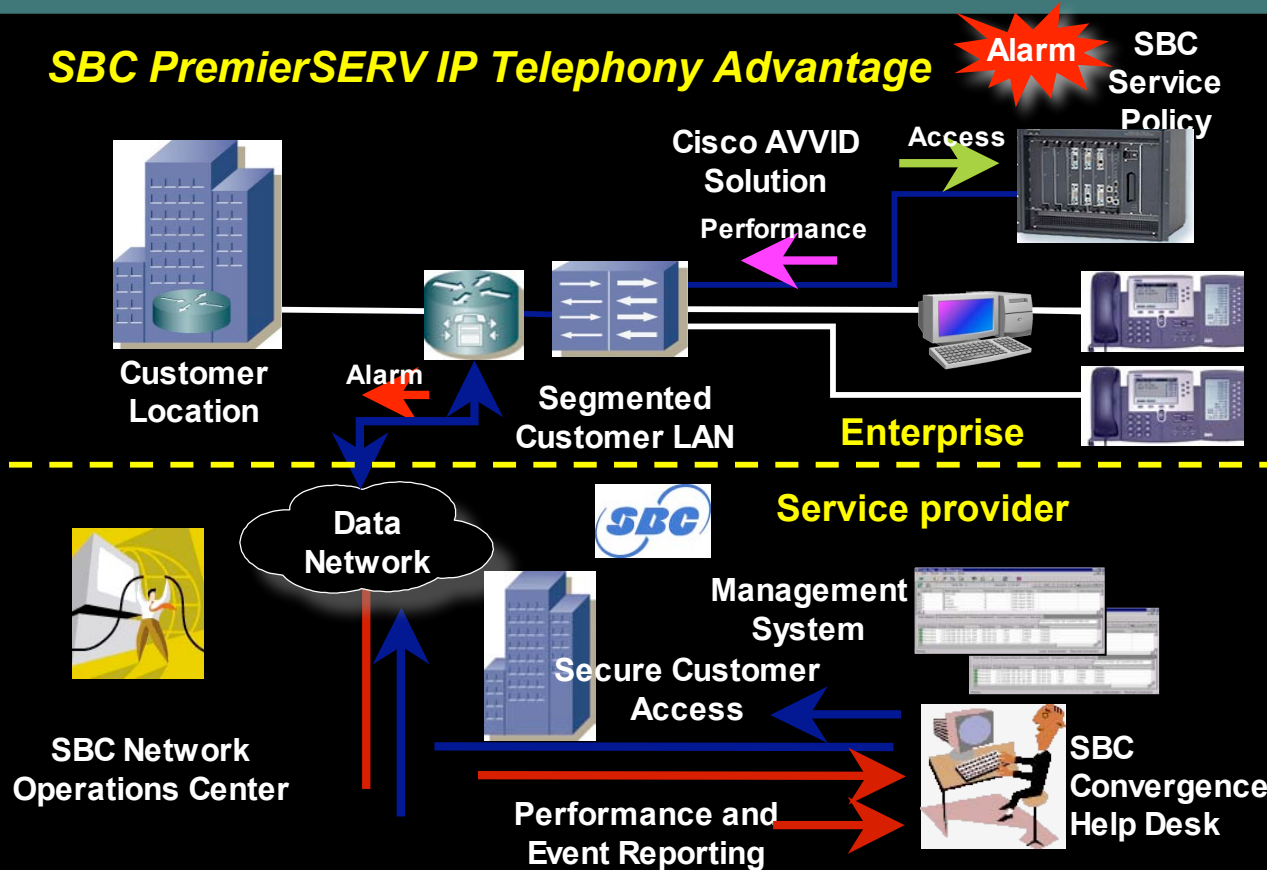 SBC PremierSERV IP Telephony Advantage
Alarm
SBC
Service
Policy
Cisco AVVID
Solution
Access
Performance
Customer
Location
Alarm
Segmented
Customer LAN
Enterprise
Service provider
SBC
Data
Network
Management
System
Secure Customer
Access
SBC Network
Operations Center
SBC
Convergence
Help Desk
Performance and
Event Reporting